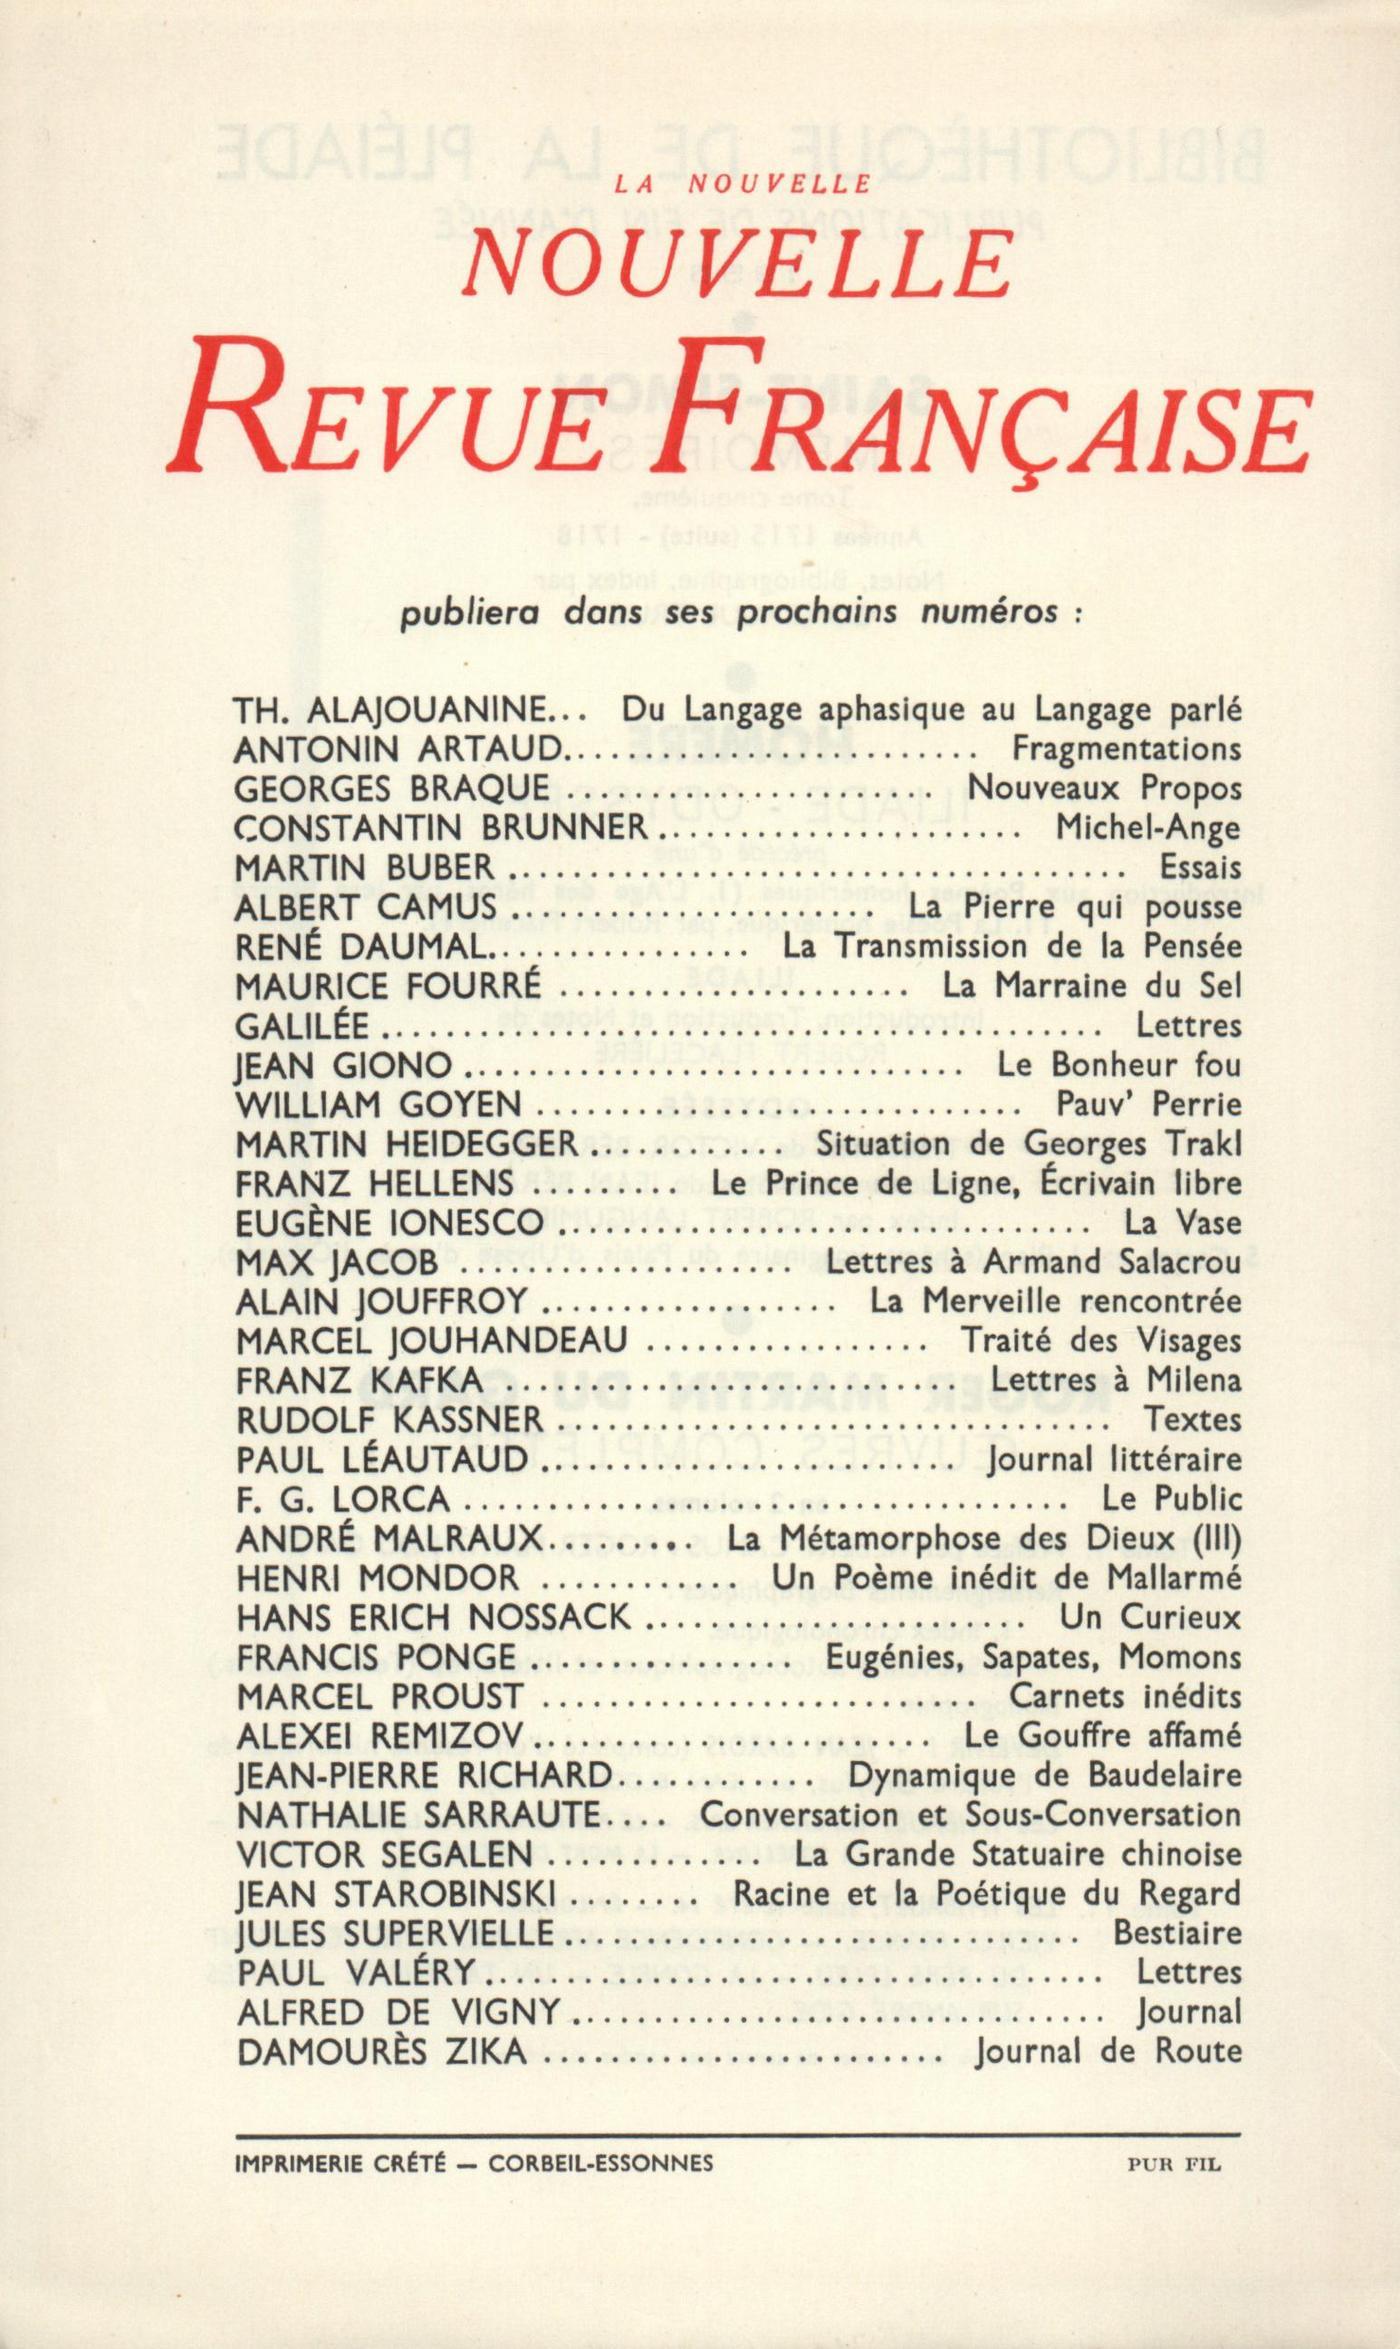 LA NOUVELLE
NOUVELLE
REVUE FRANÇAISE
publiera dans ses prochains numéros :
TH. ALAJOUANINE... Du Langage aphasique au Langage parlé
ANTONIN ARTAUD.......................... Fragmentations
GEORGES BRAQUE ....................... Nouveaux Propos
CONSTANTIN BRUNNER....................... Michel-Ange
MARTIN BUBER...................................... Essais
ALBERT CAMUS....................... La Pierre qui pousse
RENÉ DAUMAL................ La Transmission de la Pensée
MAURICE FOURRÉ ...................... La Marraine du Sel
GALILÉE............................................. Lettres
JEAN GIONO............................... Le Bonheur fou
WILLIAM GOYEN .............................. Pauv' Perrie
MARTIN HEIDEGGER............ Situation de Georges Trakl
FRANZ HELLENS ......... Le Prince de Ligne, Écrivain libre
EUGÈNE IONESCO................................. La Vase
MAX JACOB ..................... Lettres à Armand Salacrou
ALAIN JOUFFROY................... La Merveille rencontrée
MARCEL JOUHANDEAU .................. Traité des Visages
FRANZ KAFKA ............................ Lettres à Milena
RUDOLF KASSNER .................................. Textes
PAUL LÉAUTAUD.......................... Journal littéraire
F. G. LORCA...................................... Le Public
ANDRÉ MALRAUX......... La Métamorphose des Dieux (III)
HENRI MONDOR ............ Un Poème inédit de Mallarmé
HANS ERICH NOSSACK........................ Un Curieux
FRANCIS PONGE................. Eugénies, Sapates, Momons
MARCEL PROUST ........................... Carnets inédits
ALEXEI REMIZOV......................... Le Gouffre affamé
JEAN-PIERRE RICHARD............. Dynamique de Baudelaire
NATHALIE SARRAUTE.... Conversation et Sous-Conversation
VICTOR SEGALEN ............. La Grande Statuaire chinoise
JEAN STAROBINSKI........ Racine et la Poétique du Regard
JULES SUPERVIELLE................................ Bestiaire
PAUL VALÉRY....................................... Lettres
ALFRED DE VIGNY................................. Journal
DAMOURÈS ZIKA ......................... Journal de Route
IMPRIMERIE CRÉTÉ — CORBEIL-ESSONNES PUR FIL